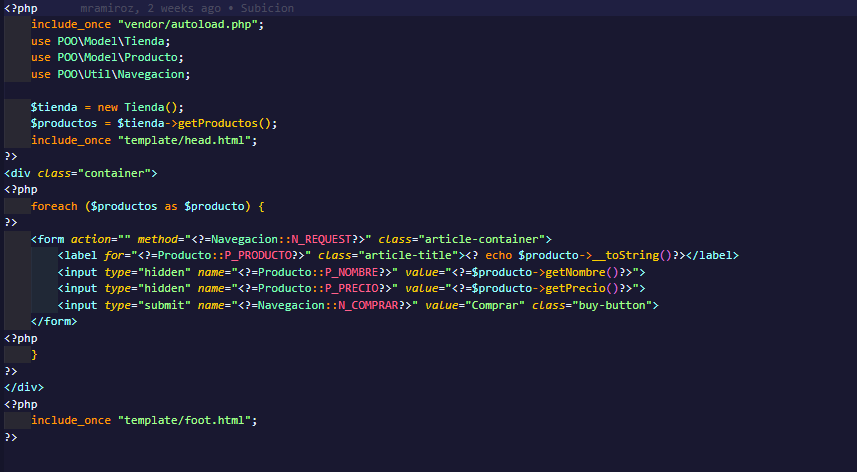 <?php      mramiroz, 2 weeks ago • Subicion
    include_once "vendor/autoload.php";
    use POO\Model\Tienda;
    use POO\Model\Producto;
    use POO\Util\Navegacion;

    $tienda = new Tienda();
    $productos = $tienda->getProductos();
    include_once "template/head.html";
?>
<div class="container">
<?php
    foreach ($productos as $producto) {
?>
    <form action="" method="<?=Navegacion::N_REQUEST?>" class="article-container">
        <label for="<?=Producto::P_PRODUCTO?>" class="article-title"><? echo $producto->__toString()?></label>
        <input type="hidden" name="<?=Producto::P_NOMBRE?>" value="<?=$producto->getNombre()?>">
        <input type="hidden" name="<?=Producto::P_PRECIO?>" value="<?=$producto->getPrecio()?>">
        <input type="submit" name="<?=Navegacion::N_COMPRAR?>" value="Comprar" class="buy-button">
    </form>
<?php
    }
?>
</div>
<?php
    include_once "template/foot.html";
?>